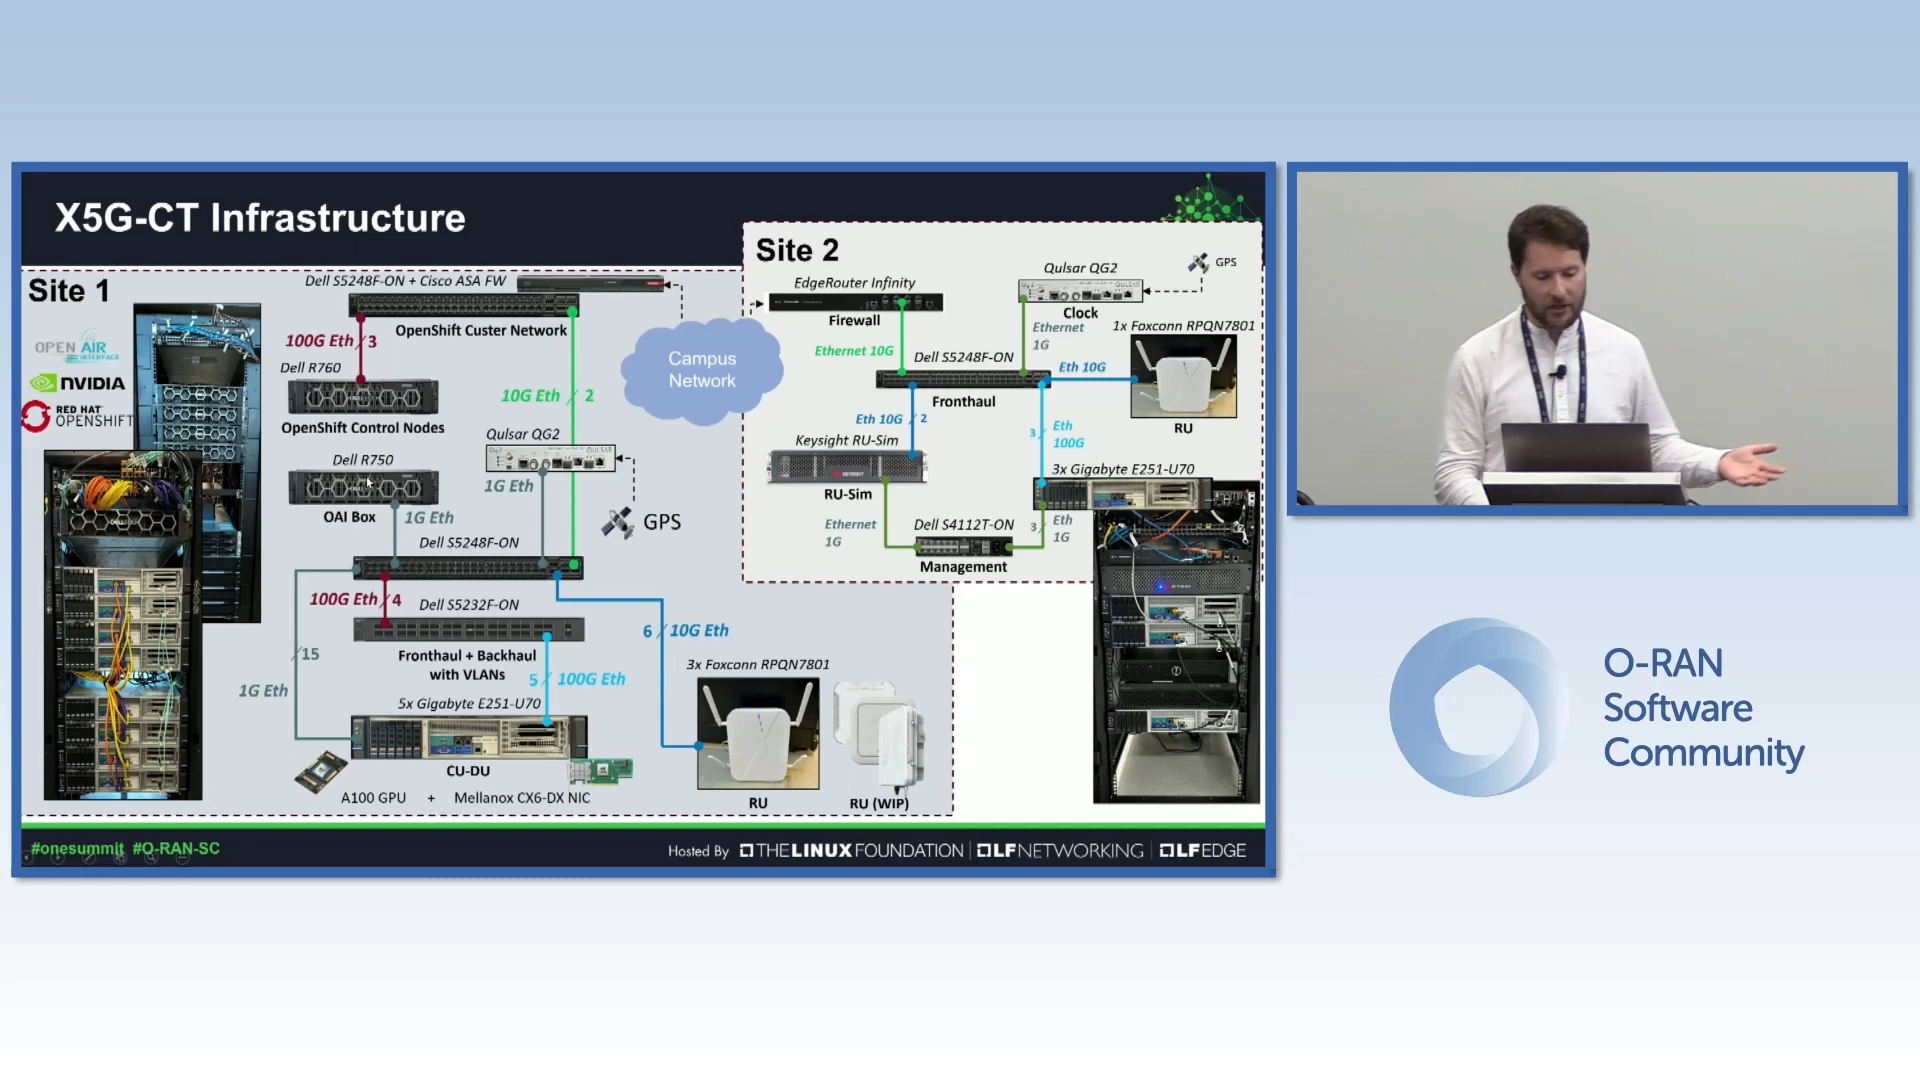 X5G-CT Infrastructure
Site 1
OPEN AIR
INTERFACE
NVIDIA
RED HAT
OPENSHIFT
Dell S5248F-ON + Cisco ASA FW
OpenShift Custer Network
100G Eth 3
Dell R760
OpenShift Control Nodes
10G Eth 2
Dell R750
OAI Box
1G Eth
Qulsar QG2
1G Eth
GPS
Campus
Network
Dell S5248F-ON
100G Eth 4
Dell S5232F-ON
Fronthaul + Backhaul
with VLANs
5 100G Eth
15
1G Eth
5x Gigabyte E251-U70
CU-DU
A100 GPU + Mellanox CX6-DX NIC
6 10G Eth
3x Foxconn RPQN7801
RU
RU (WIP)
Site 2
EdgeRouter Infinity
Firewall
Ethernet 10G
Qulsar QG2
QULSAR
Clock
GPS
Ethernet
1G
1x Foxconn RPQN7801
RU
Dell S5248F-ON
Fronthaul
Eth 10G
Eth 10G 2
3 Eth
100G
Keysight RU-Sim
KEYSIGHT
RU-Sim
3x Gigabyte E251-U70
Ethernet
1G
Dell S4112T-ON
Management
3 Eth
1G
#onesummit #O-RAN-SC
Hosted By THE LINUX FOUNDATION | LF NETWORKING | LF EDGE
O-RAN
Software
Community